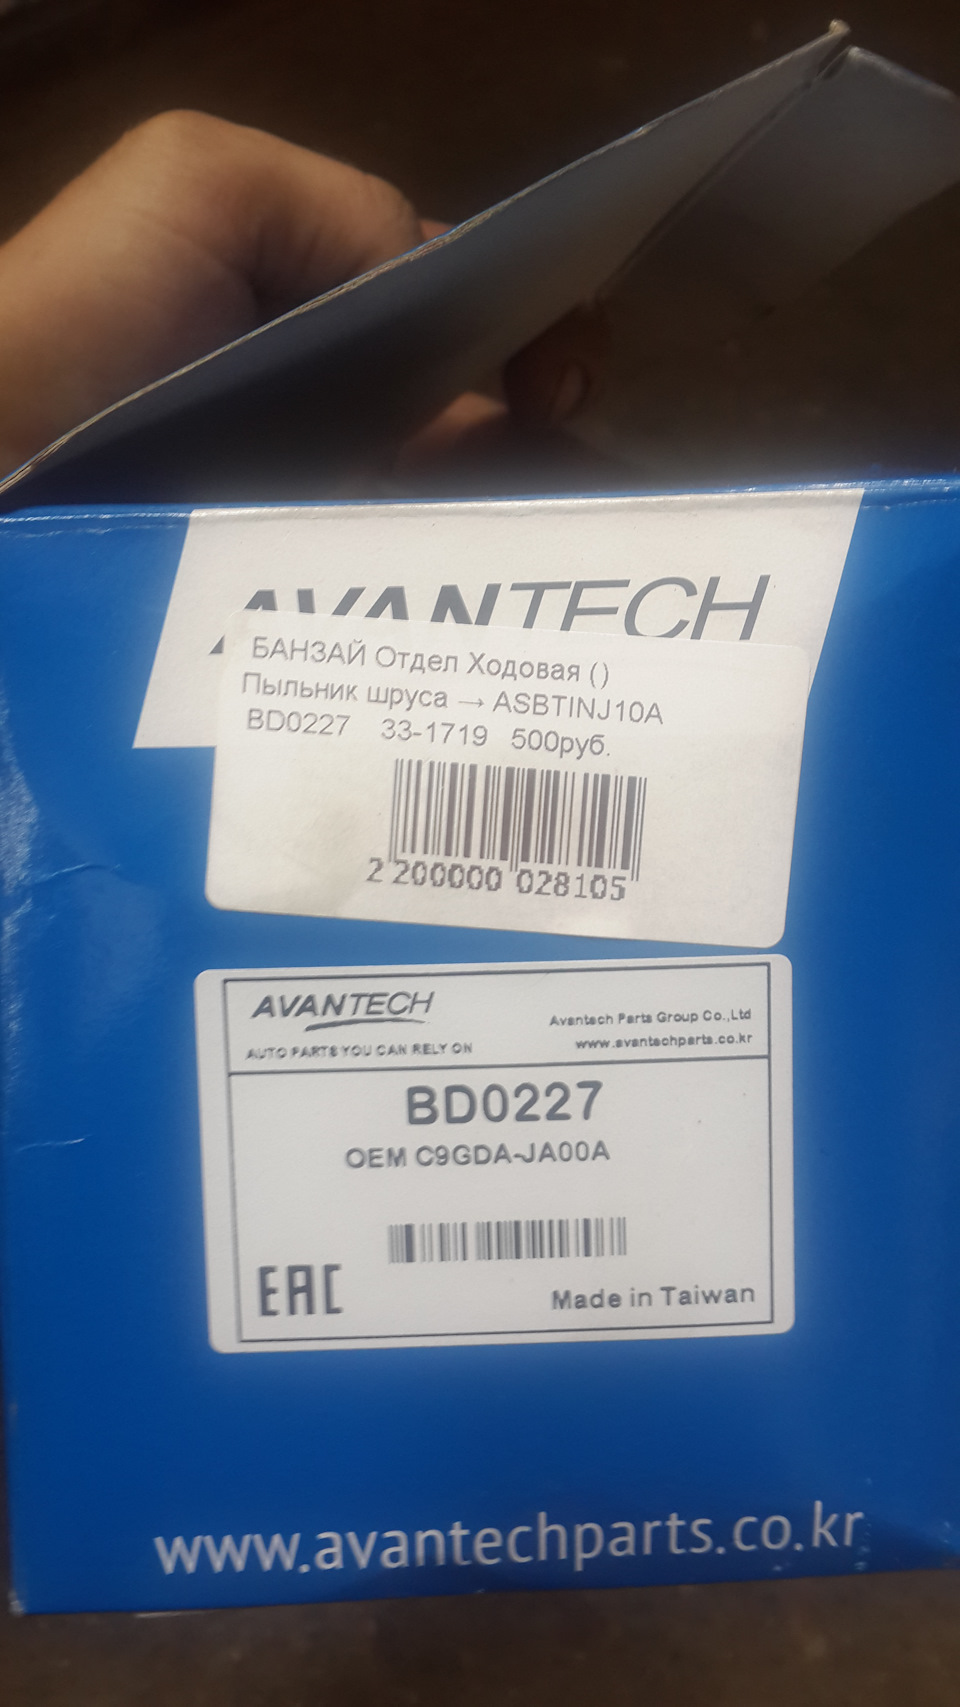 AVANTECH
БАНЗАЙ Отдел Ходовая ()
Пыльник шруса → ASBTINJ10A
BD0227 33-1719 500руб.
2 200000 028105
AVANTECH
AUTO PARTS YOU CAN RELY ON
Avantech Parts Group Co.,Ltd
www.avantechparts.co.kr
BD0227
OEM C9GDA-JA00A
EAC
Made in Taiwan
www.avantechparts.co.kr